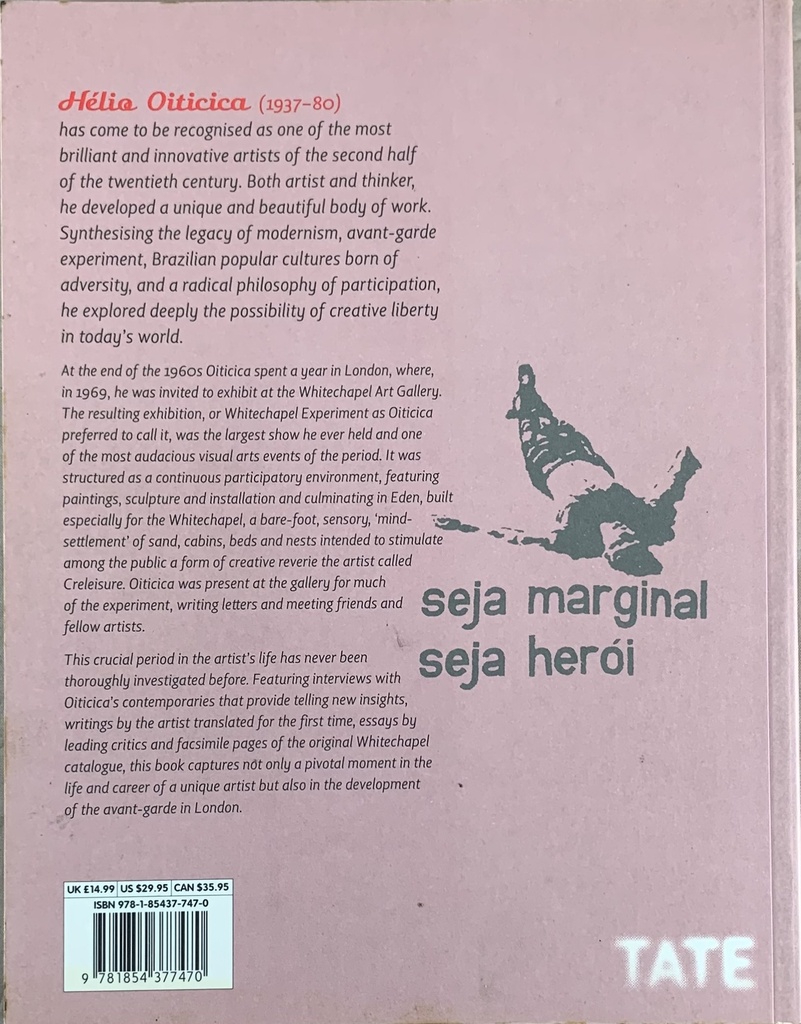 Hélio Oiticica (1937–80)
has come to be recognised as one of the most
brilliant and innovative artists of the second half
of the twentieth century. Both artist and thinker,
he developed a unique and beautiful body of work.
Synthesising the legacy of modernism, avant-garde
experiment, Brazilian popular cultures born of
adversity, and a radical philosophy of participation,
he explored deeply the possibility of creative liberty
in today's world.
At the end of the 1960s Oiticica spent a year in London, where,
in 1969, he was invited to exhibit at the Whitechapel Art Gallery.
The resulting exhibition, or Whitechapel Experiment as Oiticica
preferred to call it, was the largest show he ever held and one
of the most audacious visual arts events of the period. It was
structured as a continuous participatory environment, featuring
paintings, sculpture and installation and culminating in Eden, built
especially for the Whitechapel, a bare-foot, sensory, 'mind-
settlement' of sand, cabins, beds and nests intended to stimulate
among the public a form of creative reverie the artist called
Creleisure. Oiticica was present at the gallery for much
of the experiment, writing letters and meeting friends and
fellow artists.
This crucial period in the artist's life has never been
thoroughly investigated before. Featuring interviews with
Oiticica's contemporaries that provide telling new insights,
writings by the artist translated for the first time, essays by
leading critics and facsimile pages of the original Whitechapel
catalogue, this book captures not only a pivotal moment in the
life and career of a unique artist but also in the development
of the avant-garde in London.
seja marginal
seja herói
UK £14.99 US $29.95 CAN $35.95
ISBN 978-1-85437-747-0
9 781854 377470
TATE